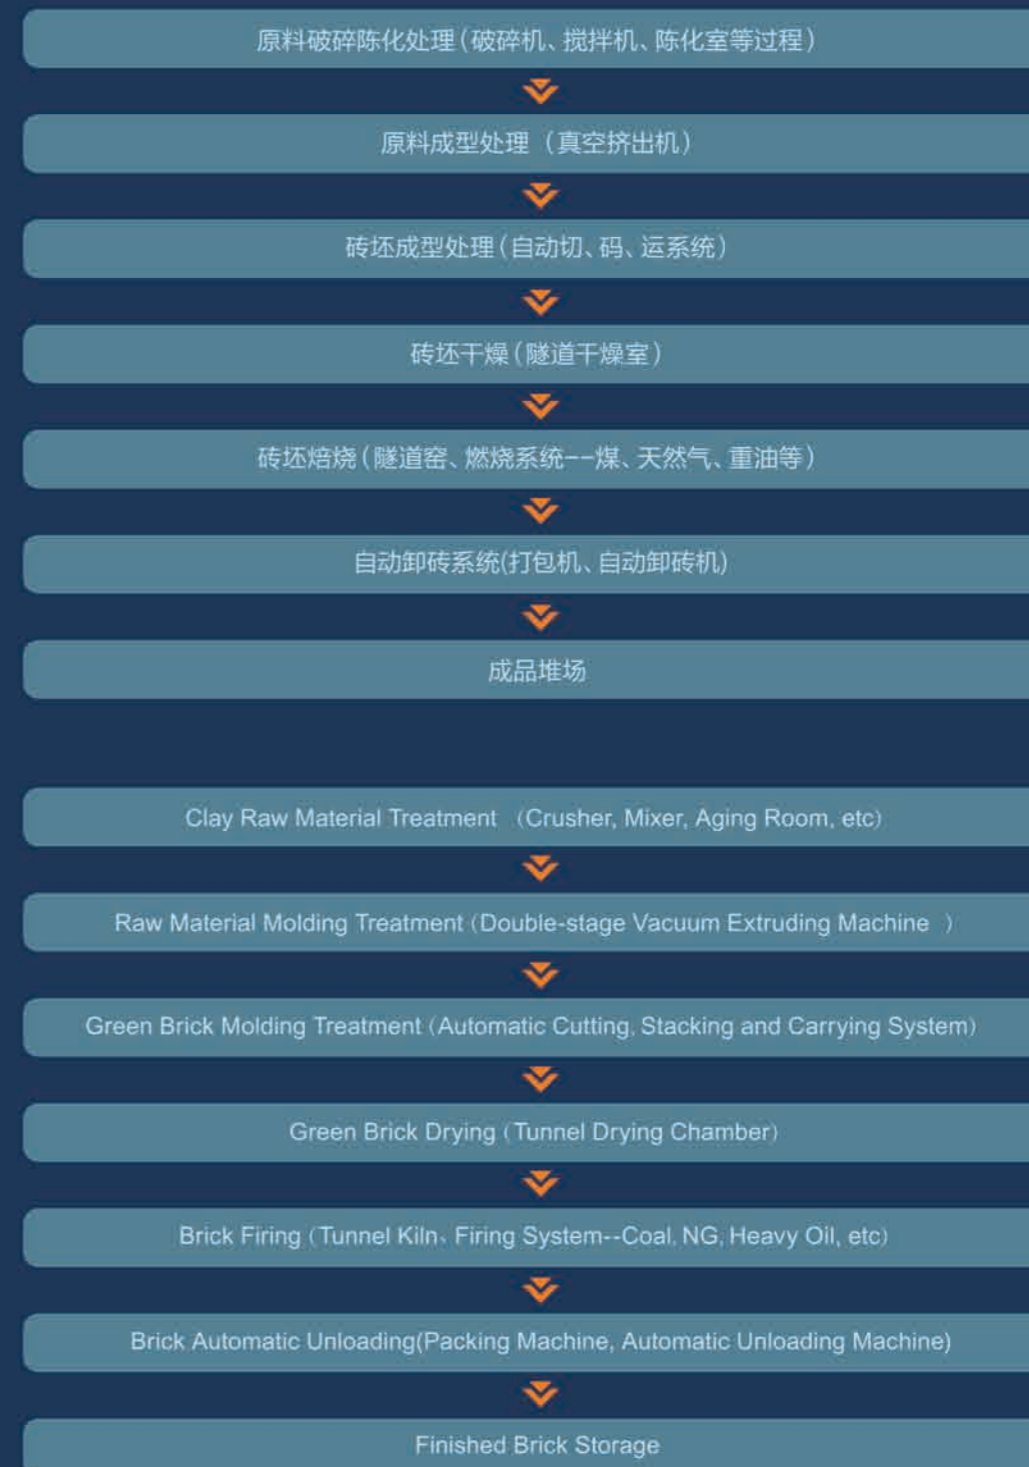 原料破碎陈化处理(破碎机、搅拌机、陈化室等过程)
原料成型处理（真空挤出机）
砖坯成型处理(自动切、码、运系统)
砖坯干燥(隧道干燥室)
砖坯焙烧(隧道窑、燃烧系统--煤、天然气、重油等)
自动卸砖系统(打包机、自动卸砖机)
成品堆场
Clay Raw Material Treatment （Crusher, Mixer, Aging Room, etc)
Raw Material Molding Treatment (Double-stage Vacuum Extruding Machine )
Green Brick Molding Treatment (Automatic Cutting, Stacking and Carrying System)
Green Brick Drying (Tunnel Drying Chamber)
Brick Firing (Tunnel Kiln、Firing System--Coal, NG, Heavy Oil, etc)
Brick Automatic Unloading(Packing Machine, Automatic Unloading Machine)
Finished Brick Storage